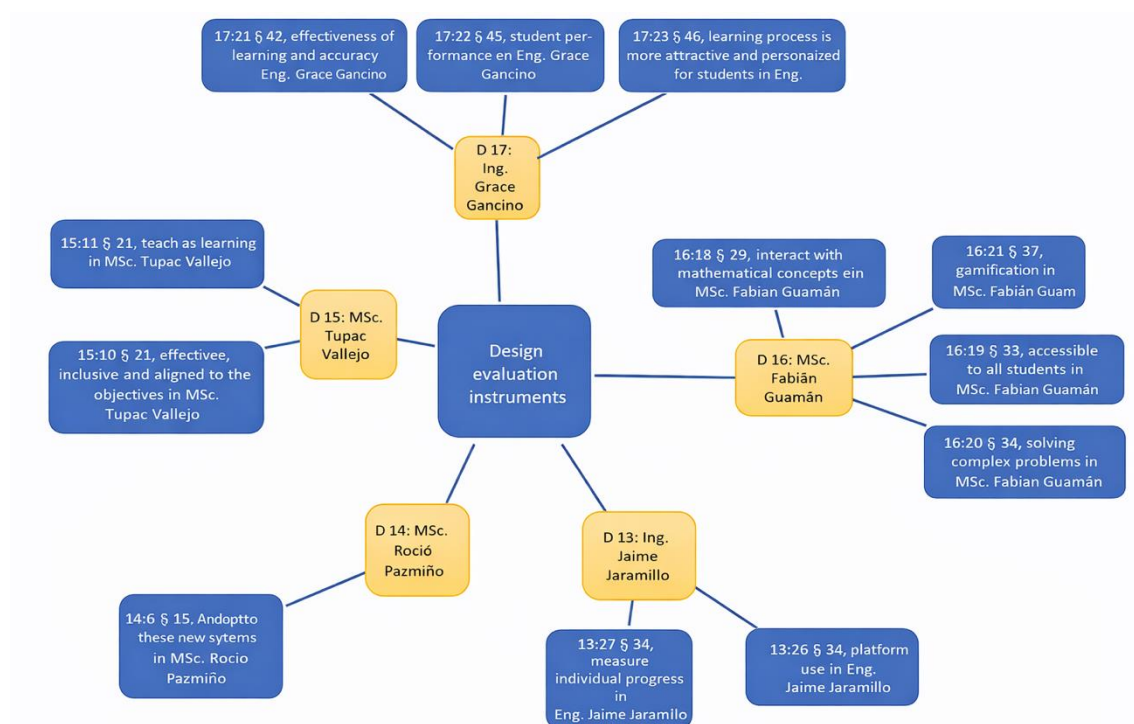 17:21 § 42, effectiveness of
learning and accuracy
Eng. Grace Gancino
17:22 § 45, student per-
formance en Eng. Grace
Gancino
17:23 § 46, learning process is
more attractive and personaized
for students in Eng.
D 17:
Ing.
Grace
Gancino
15:11 § 21, teach as learning
in MSc. Tupac Vallejo
D 15: MSc.
Tupac
Vallejo
15:10 § 21, effectivee,
inclusive and aligned to the
objectives in MSc.
Tupac Vallejo
Design
evaluation
instruments
16:18 § 29, interact with
mathematical concepts ein
MSc. Fabian Guamán
16:21 § 37,
gamification in
MSc. Fabián Guam
D 16: MSc.
Fabiãn
Guamán
16:19 § 33, accessible
to all students in
MSc. Fabian Guamán
16:20 § 34, solving
complex problems in
MSc. Fabian Guamán
D 14: MSc.
Roció
Pazmiño
D 13: Ing.
Jaime
Jaramillo
14:6 § 15, Andoptto
these new sytems
in MSc. Rocio
Pazmiño
13:27 § 34,
measure
individual progress
in
Eng. Jaime Jaramilo
13:26 § 34, platform
use in Eng.
Jaime Jaramillo